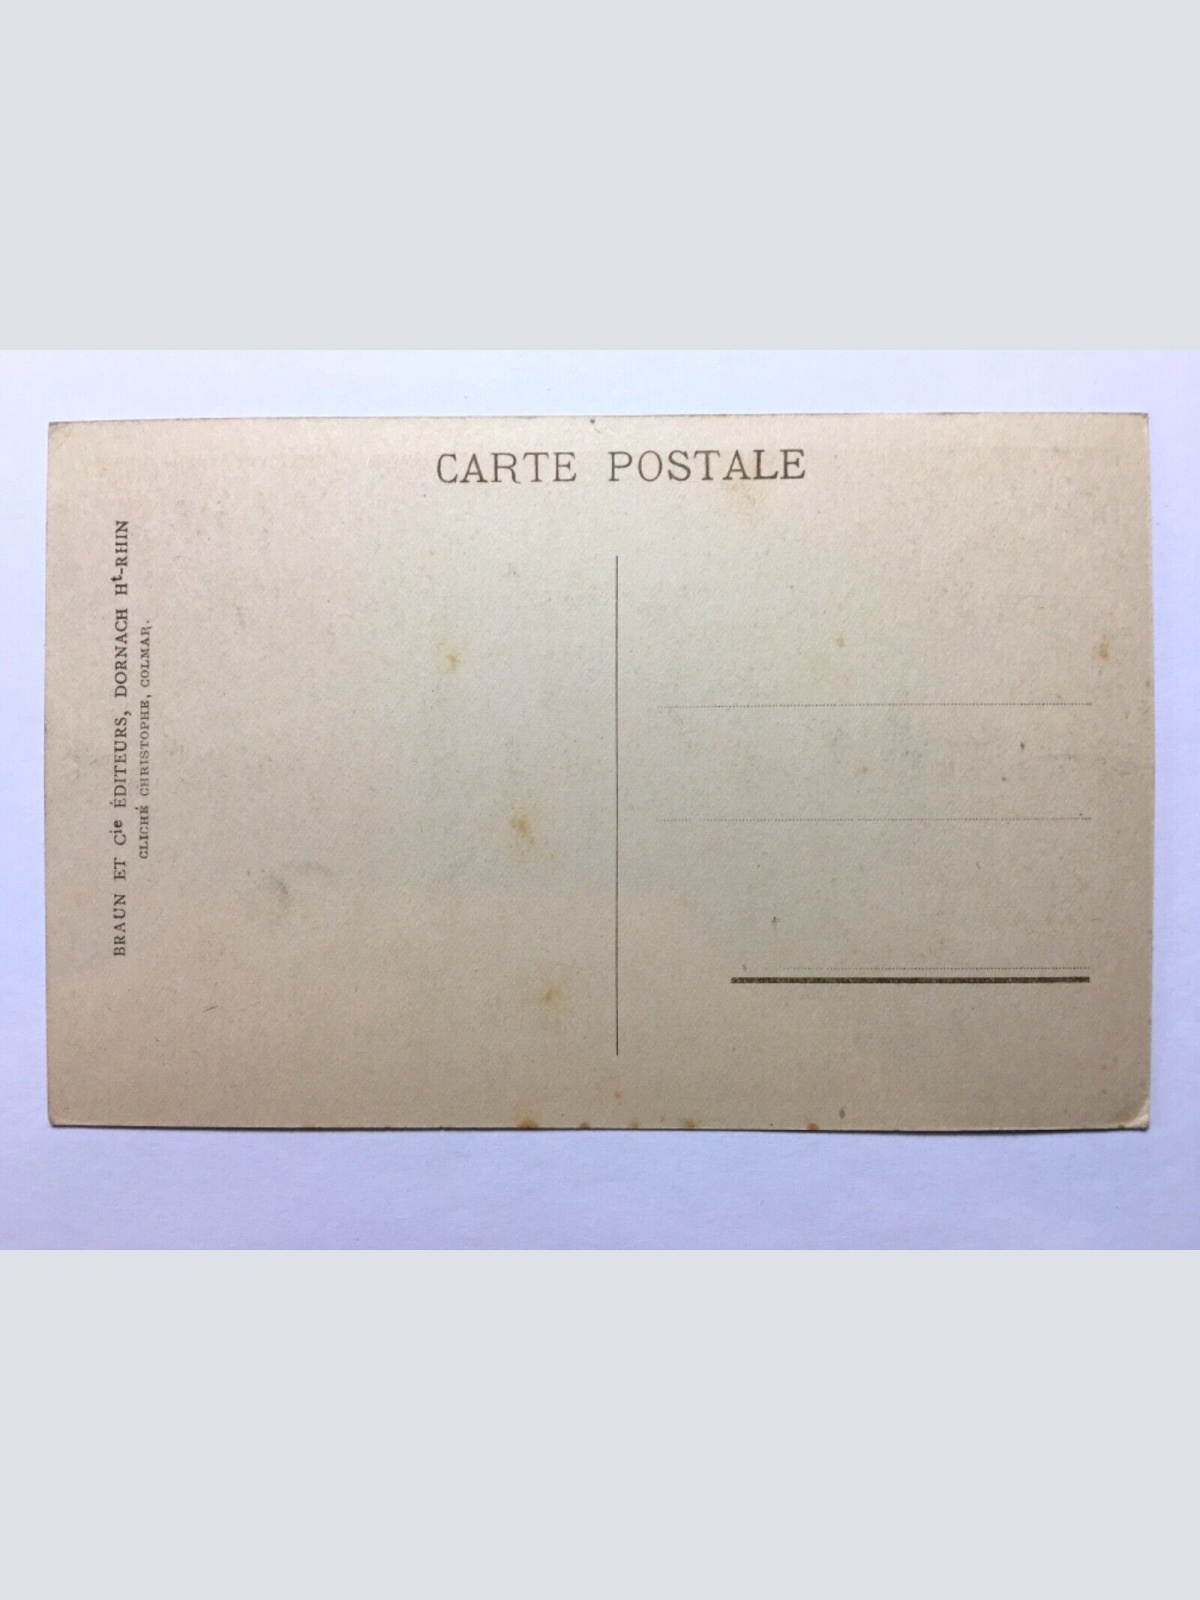 CARTE POSTALE
BRAUN ET Cie ÉDITEURS, DORNACH Ht-RHIN
CLICHÉ CHRISTOPHE, COLMAR.